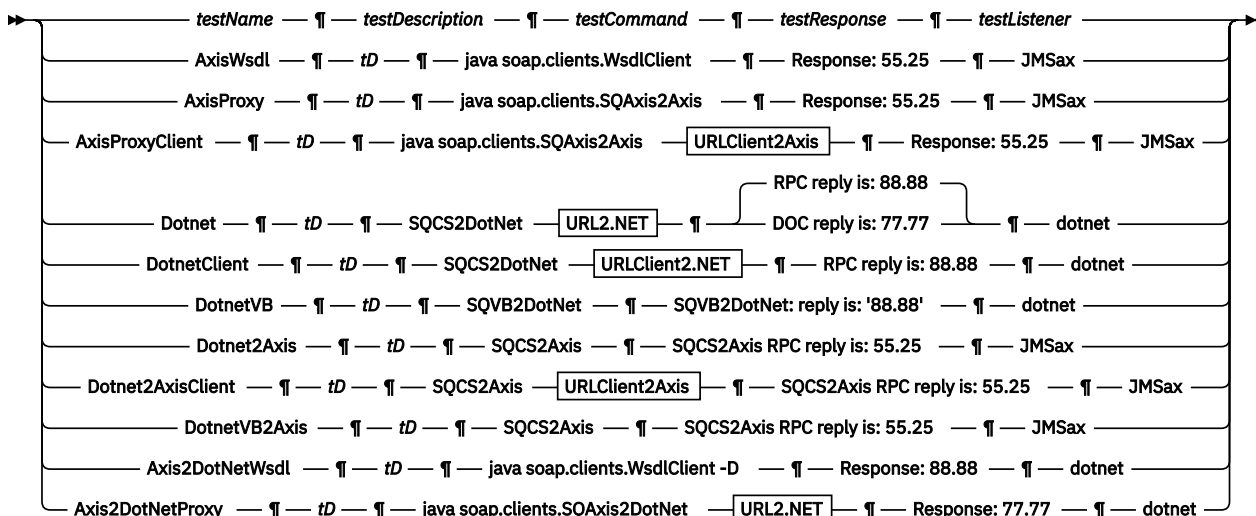 testName ¶ testDescription ¶ testCommand ¶ testResponse ¶ testListener
AxisWsdl ¶ tD ¶ java soap.clients.WsdlClient ¶ Response: 55.25 ¶ JMSax
AxisProxy ¶ tD ¶ java soap.clients.SQAxis2Axis ¶ Response: 55.25 ¶ JMSax
AxisProxyClient ¶ tD ¶ java soap.clients.SQAxis2Axis URLClient2Axis ¶ Response: 55.25 ¶ JMSax
RPC reply is: 88.88
Dotnet ¶ tD ¶ SQCS2DotNet URL2.NET ¶ DOC reply is: 77.77 ¶ dotnet
DotnetClient ¶ tD ¶ SQCS2DotNet URLClient2.NET ¶ RPC reply is: 88.88 ¶ dotnet
DotnetVB ¶ tD ¶ SQVB2DotNet ¶ SQVB2DotNet: reply is: '88.88' ¶ dotnet
Dotnet2Axis ¶ tD ¶ SQCS2Axis ¶ SQCS2Axis RPC reply is: 55.25 ¶ JMSax
Dotnet2AxisClient ¶ tD ¶ SQCS2Axis URLClient2Axis ¶ SQCS2Axis RPC reply is: 55.25 ¶ JMSax
DotnetVB2Axis ¶ tD ¶ SQCS2Axis ¶ SQCS2Axis RPC reply is: 55.25 ¶ JMSax
Axis2DotNetWsdl ¶ tD ¶ java soap.clients.WsdlClient -D ¶ Response: 88.88 ¶ dotnet
Axis2DotNetProxy ¶ tD ¶ java soap.clients.SQAxis2DotNet URL2.NET ¶ Response: 77.77 ¶ dotnet